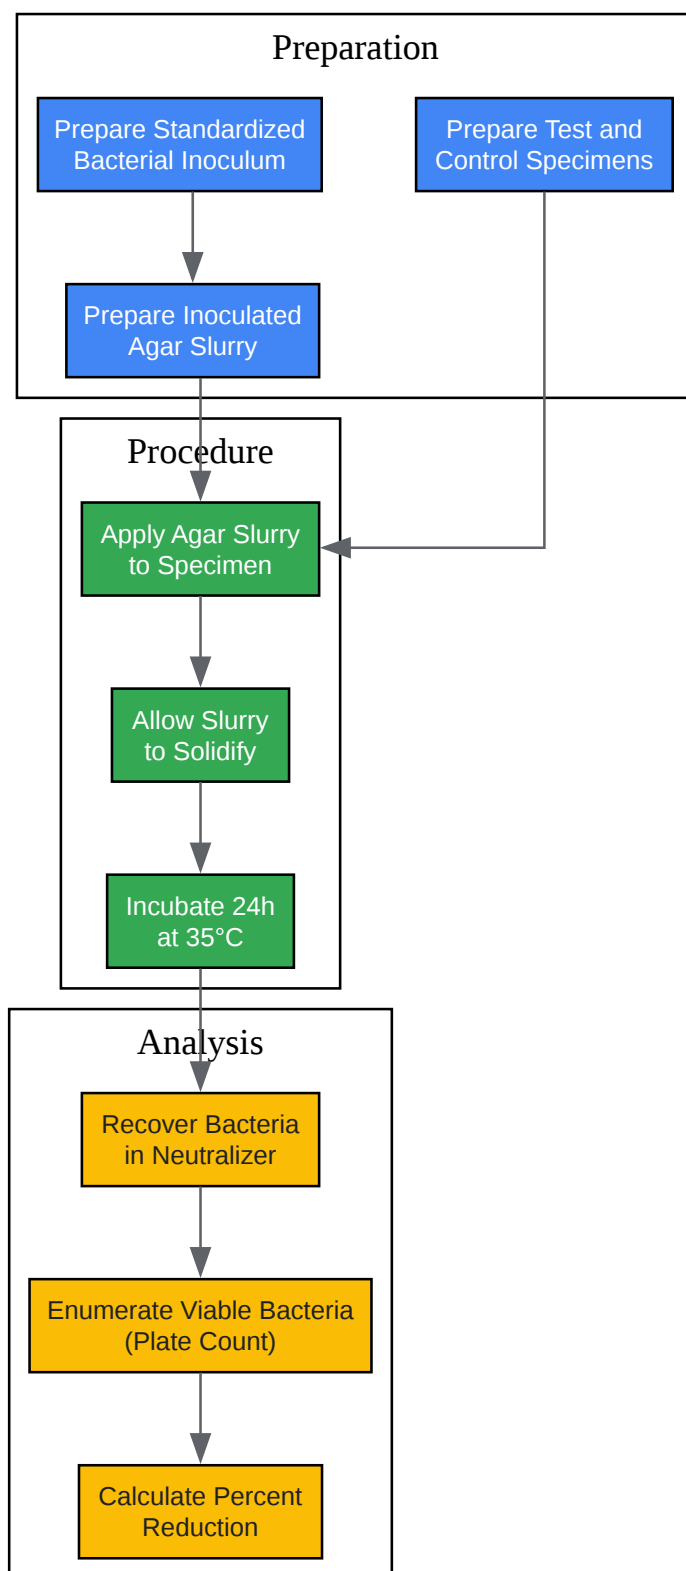 Preparation
Prepare Standardized
Bacterial Inoculum
Prepare Test and
Control Specimens
Prepare Inoculated
Agar Slurry
Procedure
Apply Agar Slurry
to Specimen
Allow Slurry
to Solidify
Incubate 24h
at 35°C
Analysis
Recover Bacteria
in Neutralizer
Enumerate Viable Bacteria
(Plate Count)
Calculate Percent
Reduction